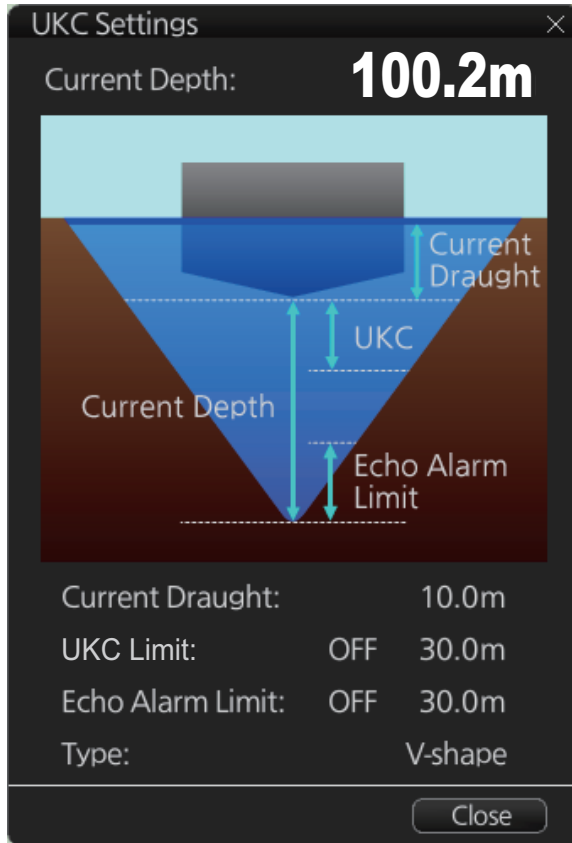 UKC Settings
Current Depth: 100.2m
Current
Draught
UKC
Current Depth
Echo Alarm
Limit
Current Draught: 10.0m
UKC Limit: OFF 30.0m
Echo Alarm Limit: OFF 30.0m
Type: V-shape
Close